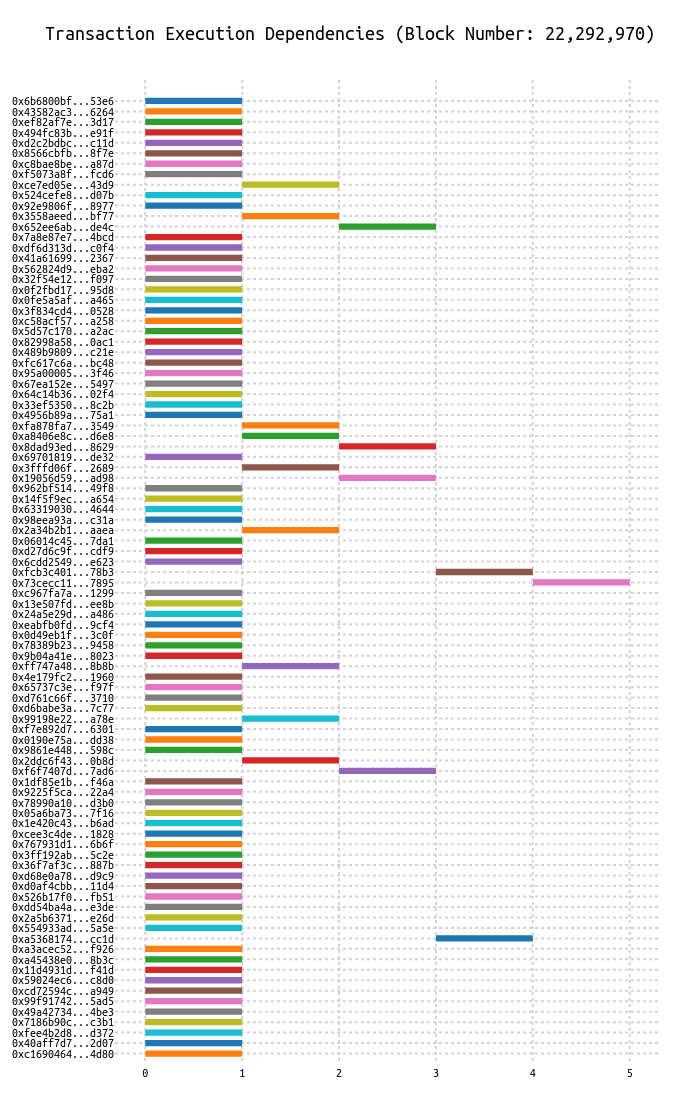 Transaction Execution Dependencies (Block Number: 22,292,970)
0x6b6800bf...53e6
0x43582ac3...6264
0xef82af7e...3d17
0x494fc83b...e91f
0xd2c2bdbc...c11d
0x8566cbfb...8f7e
0xc8bae8be...a87d
0xf5073a8f...fcd6
0xce7ed05e...43d9
0x524cefe8...d07b
0x92e9806f...8977
0x3558aeed...bf77
0x652ee6ab...de4c
0x7a8e87e7...4bcd
0xdf6d313d...c0f4
0x41a61699...2367
0x562824d9...eba2
0x32f54e12...f097
0x0f2fbd17...95d8
0x0fe5a5af...a465
0x3f834cd4...0528
0xc58acf57...a258
0x5d57c170...a2ac
0x82998a58...0ac1
0x489b9809...c21e
0xfc617c6a...bc48
0x95a00005...3f46
0x67ea152e...5497
0x64c14b36...02f4
0x33ef5350...8c2b
0x4956b89a...75a1
0xfa878fa7...3549
0xa8406e8c...d6e8
0x8dad93ed...8629
0x69701819...de32
0x3fffd06f...2689
0x19056d59...ad98
0x962bf514...49f8
0x14f5f9ec...a654
0x63319030...4644
0x98eea93a...c31a
0x2a34b2b1...aaea
0x06014c45...7da1
0xd27d6c9f...cdf9
0x6cdd2549...e623
0xfcb3c401...78b3
0x73cecc11...7895
0xc967fa7a...1299
0x13e507fd...ee8b
0x24a5e29d...a486
0xeabfb0fd...9cf4
0x0d49eb1f...3c0f
0x78389b23...9458
0x9b04a41e...8023
0xff747a48...8b8b
0x4e179fc2...1960
0x65737c3e...f97f
0xd761c66f...3710
0xd6babe3a...7c77
0x99198e22...a78e
0xf7e892d7...6301
0x0190e75a...dd38
0x9861e448...598c
0x2ddc6f43...0b8d
0xf6f7407d...7ad6
0x1df85e1b...f46a
0x9225f5ca...22a4
0x78990a10...d3b0
0x05a6ba73...7f16
0x1e420c43...b6ad
0xcee3c4de...1828
0x767931d1...6b6f
0x3ff192ab...5c2e
0x36f7af3c...887b
0xd68e0a78...d9c9
0xd0af4cbb...11d4
0x526b17f0...fb51
0xdd54ba4a...e3de
0x2a5b6371...e26d
0x554933ad...5a5e
0xa5368174...cc1d
0xa3acec52...f926
0xa45438e0...8b3c
0x11d4931d...f41d
0x59024ec6...c8d0
0xcd72594c...a949
0x99f91742...5ad5
0x49a42734...4be3
0x7186b90c...c3b1
0xfee4b2d8...d372
0x40aff7d7...2d07
0xc1690464...4d80
0 1 2 3 4 5